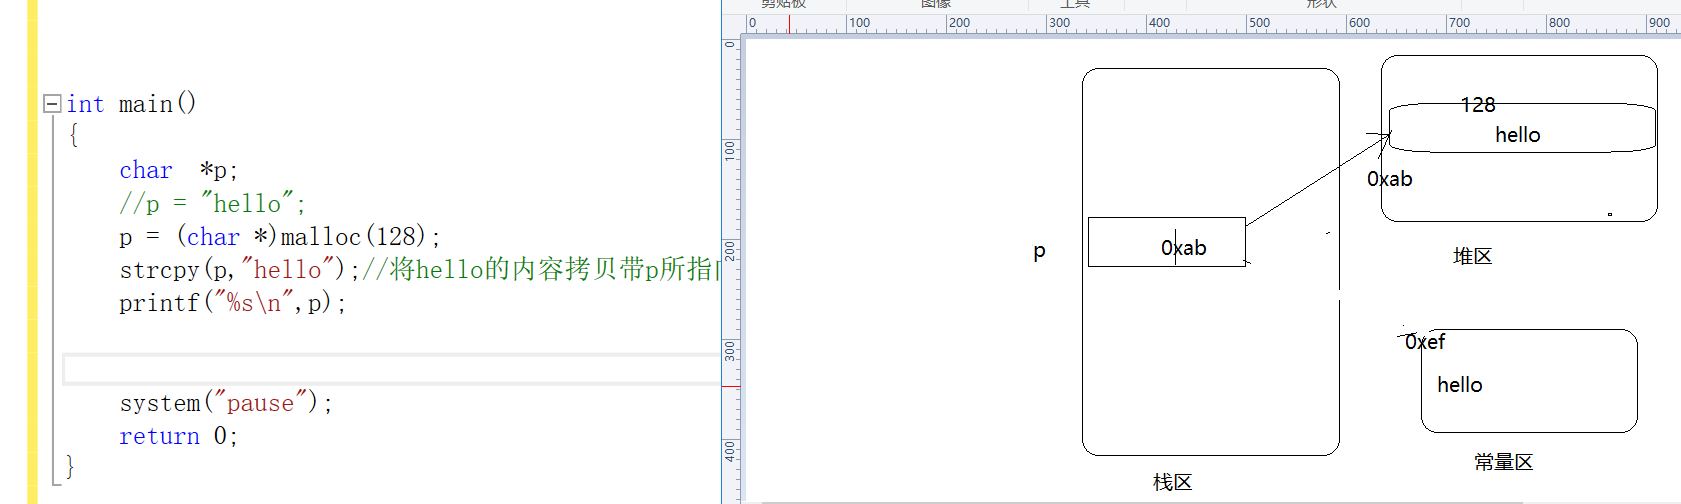 int main()
{
char *p;
//p = "hello";
p = (char *)malloc(128);
strcpy(p,"hello");//将hello的内容拷贝带p所指
printf("%s\n",p);
system("pause");
return 0;
}
剪贴板 图像 工具 形状
0 100 200 300 400 500 600 700 800 900
0
100
200
300
400
128
hello
0xab
p
0xab
堆区
0xef
hello
常量区
栈区